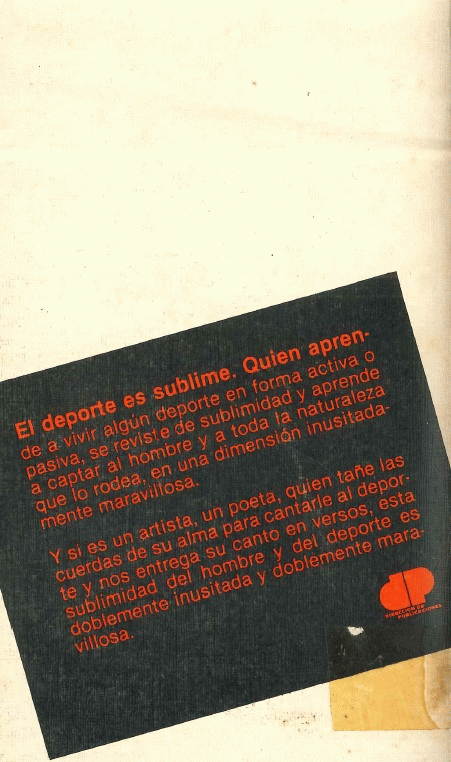 El deporte es sublime. Quien apren-
de a vivir algún deporte en forma activa o
pasiva, se reviste de sublimidad y aprende
a captar al hombre y a toda la naturaleza
que lo rodea, en una dimensión inusitada-
mente maravillosa.
Y si es un artista, un poeta, quien tañe las
cuerdas de su alma para cantarle al depor-
te y nos entrega su canto en versos, esta
sublimidad del hombre y del deporte es
doblemente inusitada y doblemente mara-
villosa.
DIRECCION DE
PUBLICACIONES